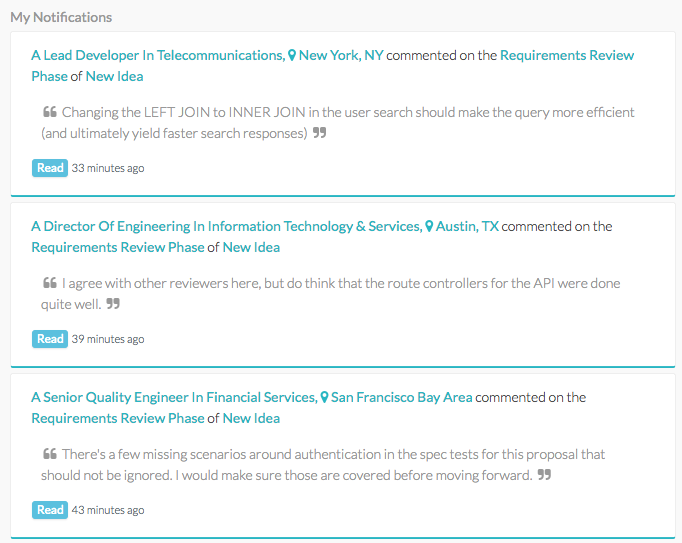 My Notifications
A Lead Developer In Telecommunications, New York, NY commented on the Requirements Review
Phase of New Idea
❝ Changing the LEFT JOIN to INNER JOIN in the user search should make the query more efficient
(and ultimately yield faster search responses) ❞
Read 33 minutes ago
A Director Of Engineering In Information Technology & Services, Austin, TX commented on the
Requirements Review Phase of New Idea
❝ I agree with other reviewers here, but do think that the route controllers for the API were done
quite well. ❞
Read 39 minutes ago
A Senior Quality Engineer In Financial Services, San Francisco Bay Area commented on the
Requirements Review Phase of New Idea
❝ There's a few missing scenarios around authentication in the spec tests for this proposal that
should not be ignored. I would make sure those are covered before moving forward. ❞
Read 43 minutes ago